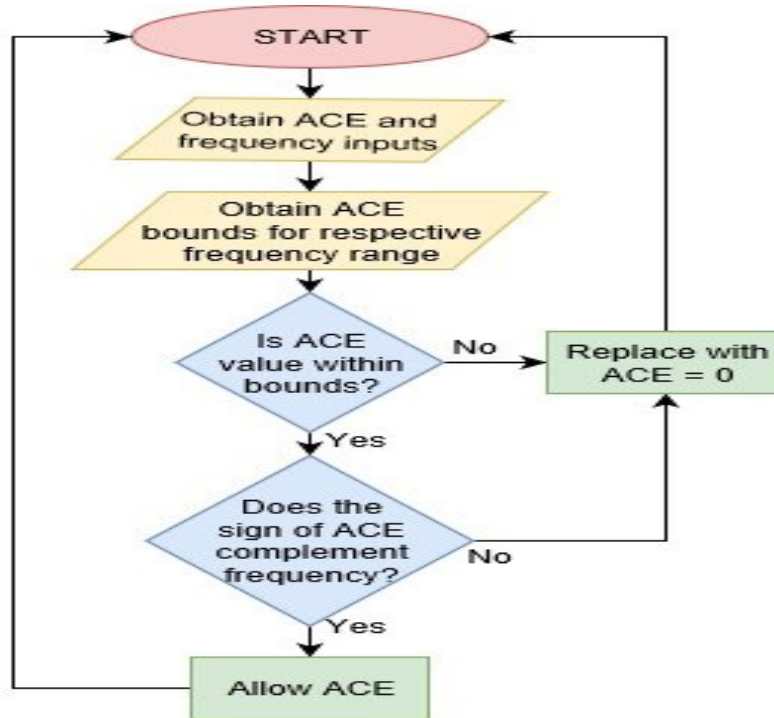 START
Obtain ACE and
frequency inputs
Obtain ACE
bounds for respective
frequency range
Is ACE
value within
bounds?
No
Replace with
ACE = 0
Yes
Does the
sign of ACE
complement
frequency?
No
Yes
Allow ACE